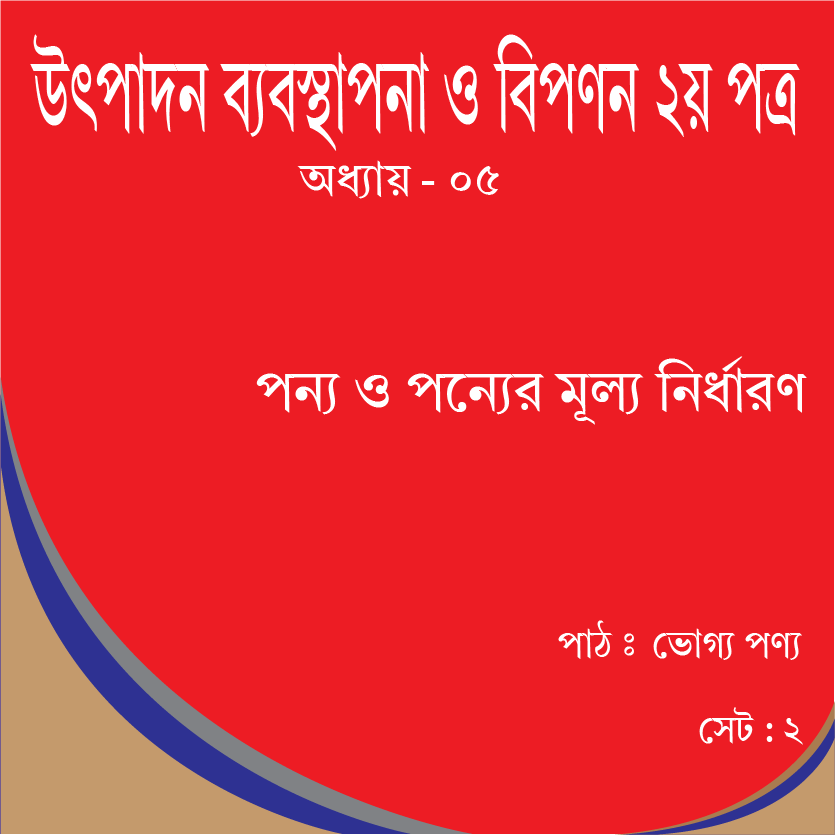 উৎপাদন ব্যবস্থাপনা ও বিপণন ২য় পত্র
অধ্যায় - ০৫
পন্য ও পন্যের মূল্য নির্ধারণ
পাঠ ঃ ভোগ্য পণ্য
সেট : ২